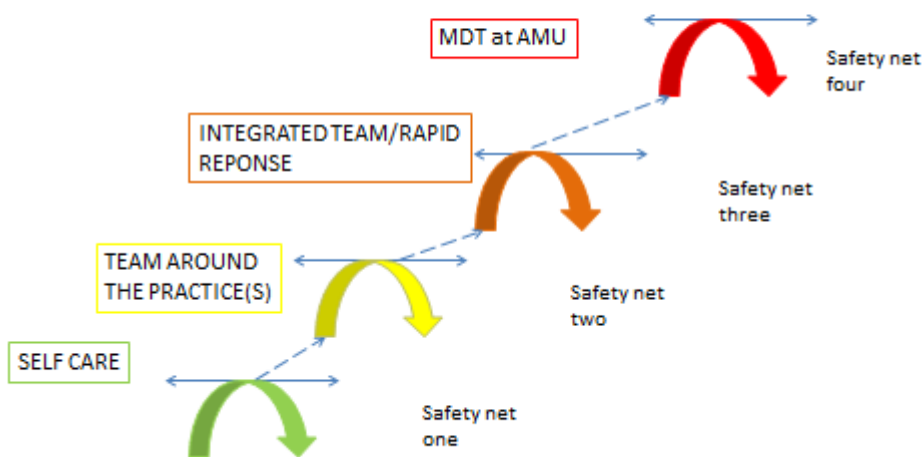 MDT at AMU
Safety net
four
INTEGRATED TEAM/RAPID
REPONSE
Safety net
three
TEAM AROUND
THE PRACTICE(S)
Safety net
two
SELF CARE
Safety net
one